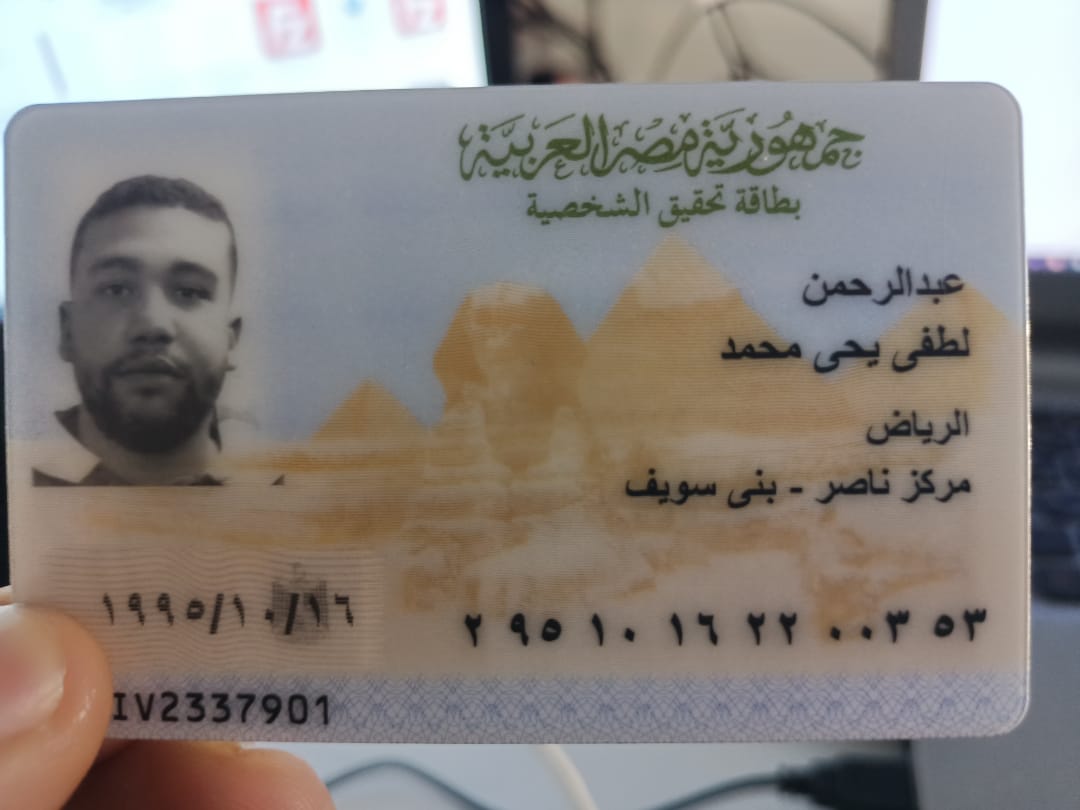 جمهورية مصر العربية
بطاقة تحقيق الشخصية
عبدالرحمن
لطفى يحى محمد
الرياض
مركز ناصر - بنى سويف
١٩٩٥/١٠/١٦
٢ ٩٥ ١٠ ١٦ ٢٢ ٠٠٣ ٥٣
IV2337901